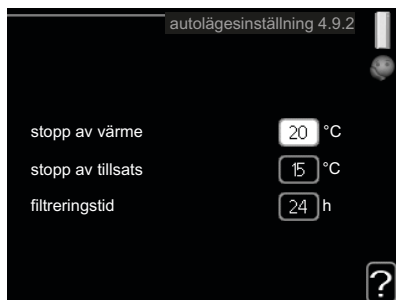 autolägesinställning 4.9.2
stopp av värme 20 °C
stopp av tillsats 15 °C
filtreringstid 24 h
?